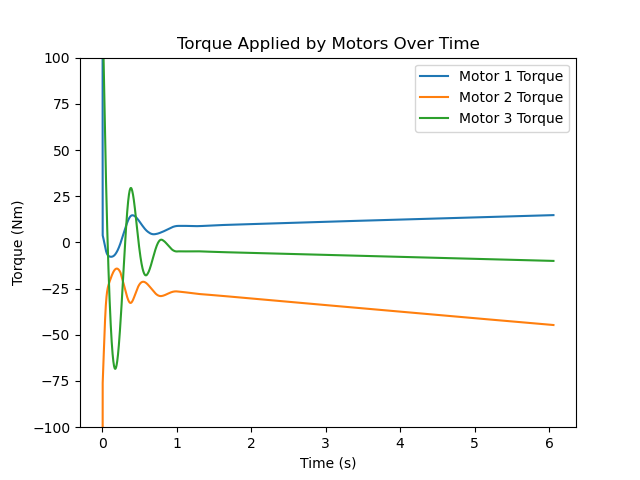 Torque Applied by Motors Over Time
Motor 1 Torque
Motor 2 Torque
Motor 3 Torque
Torque (Nm)
100
75
50
25
0
−25
−50
−75
−100
0 1 2 3 4 5 6
Time (s)